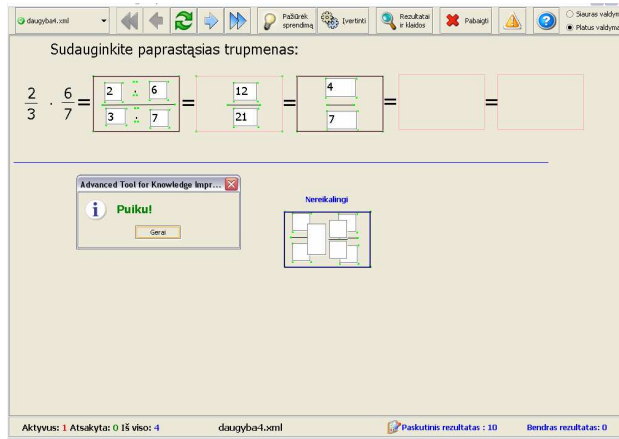 daugyba4.xml
Pažiūrėk. sprendimą
Įvertinti
Rezultatai ir klaidos
Pabaigti
Siauras valdym
Platus valdyma
Sudauginkite paprastąsias trupmenas:
2 6 2 6 12 4
· = = = = =
3 7 3 7 21 7
Advanced Tool for Knowledge Impr...
Puiku!
Gerai
Nereikalingi
Aktyvus: 1 Atsakyta: 0 Iš viso: 4 daugyba4.xml Paskutinis rezultatas : 10 Bendras rezultatas: 0